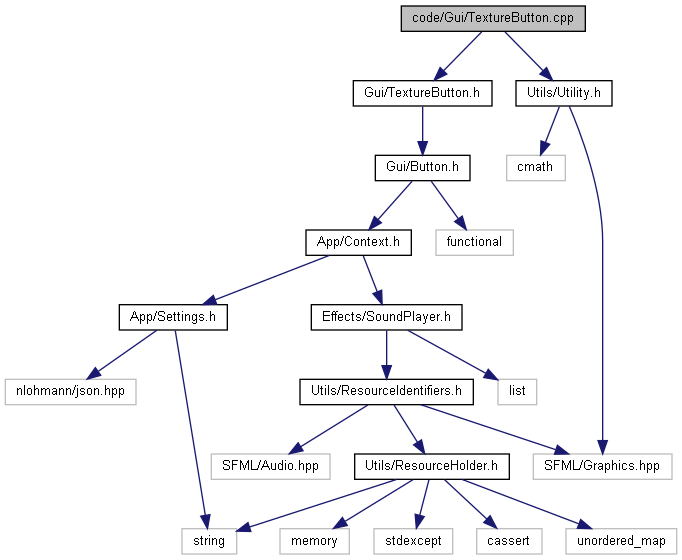 code/Gui/TextureButton.cpp
Gui/TextureButton.h
Utils/Utility.h
Gui/Button.h
cmath
App/Context.h
functional
App/Settings.h
Effects/SoundPlayer.h
nlohmann/json.hpp
Utils/ResourceIdentifiers.h
list
SFML/Audio.hpp
Utils/ResourceHolder.h
SFML/Graphics.hpp
string
memory
stdexcept
cassert
unordered_map